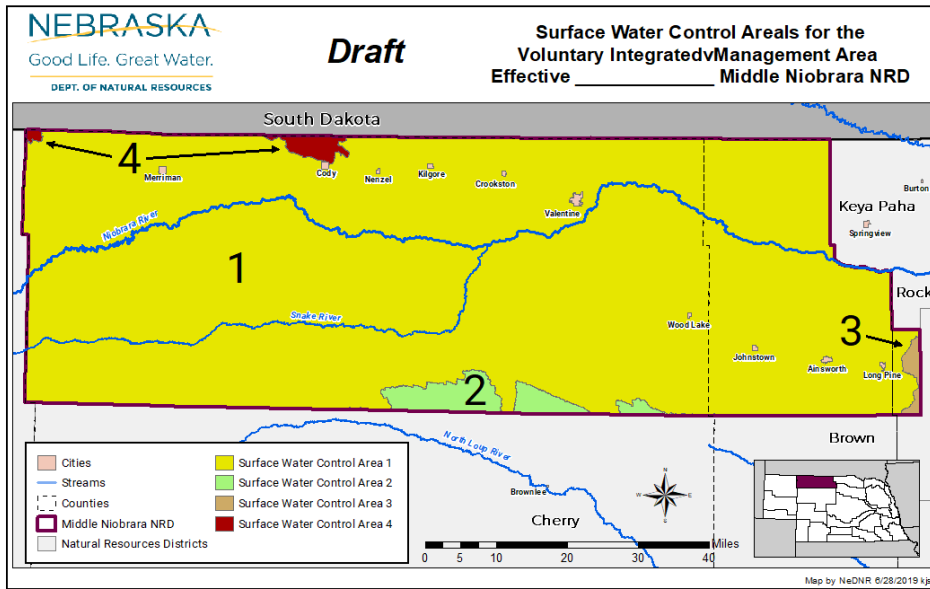 NEBRASKA
Good Life. Great Water.
DEPT. OF NATURAL RESOURCES
Draft
Surface Water Control Areals for the
Voluntary IntegratedvManagement Area
Effective ____________ Middle Niobrara NRD
South Dakota
4
Merriman
Cody
Nenzel
Kilgore
Crookston
Valentine
Burton
Keya Paha
Springview
Niobrara River
1
Rock
Snake River
Wood Lake
3
Johnstown
Ainsworth
Long Pine
2
Brown
North Loup River
Brownlee
Cherry
Cities
Streams
Counties
Middle Niobrara NRD
Natural Resources Districts
Surface Water Control Area 1
Surface Water Control Area 2
Surface Water Control Area 3
Surface Water Control Area 4
N
W E
S
0 5 10 20 30 40 Miles
Map by NeDNR 6/28/2019 kjs